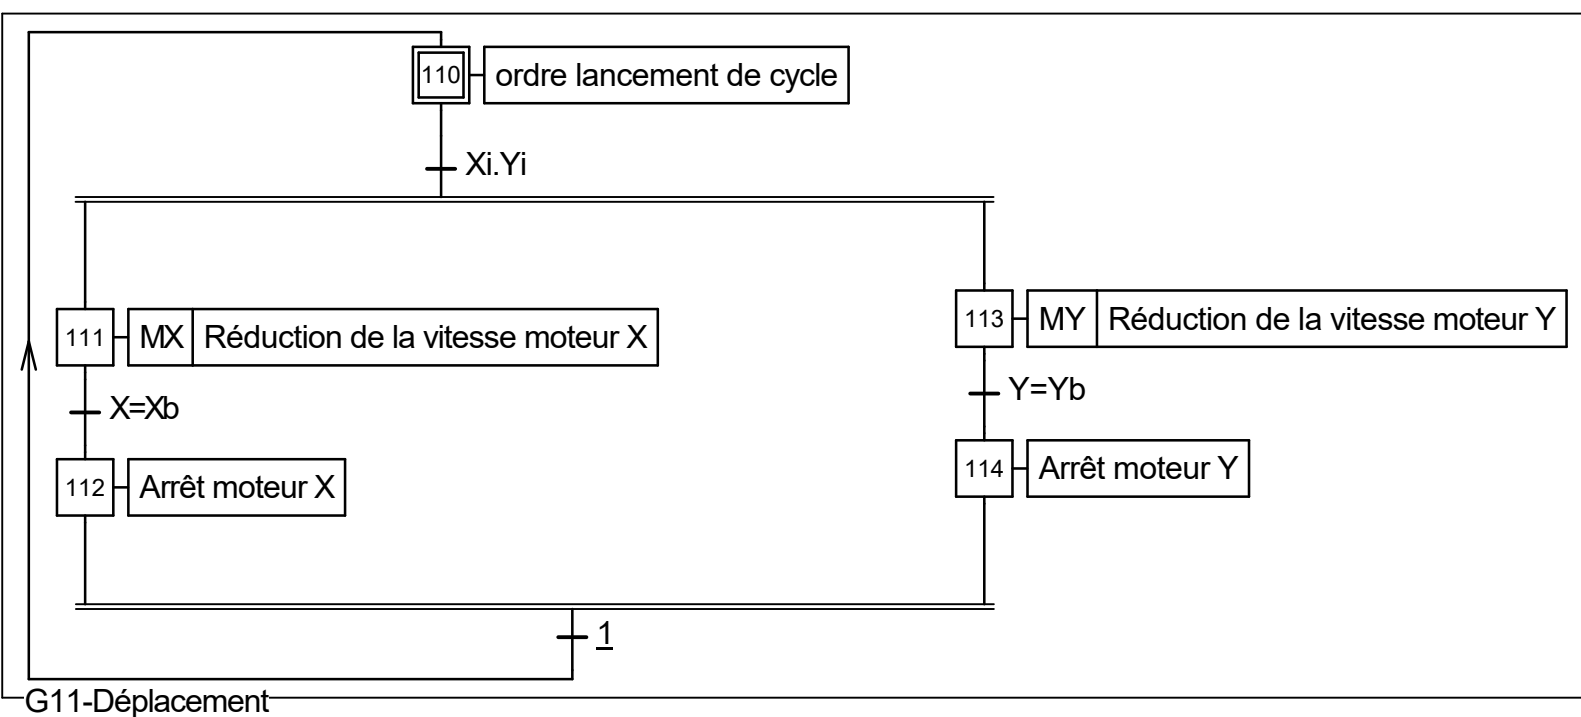 110 ordre lancement de cycle
Xi.Yi
111 MX Réduction de la vitesse moteur X
113 MY Réduction de la vitesse moteur Y
X=Xb
Y=Yb
112 Arrêt moteur X
114 Arrêt moteur Y
1
G11-Déplacement